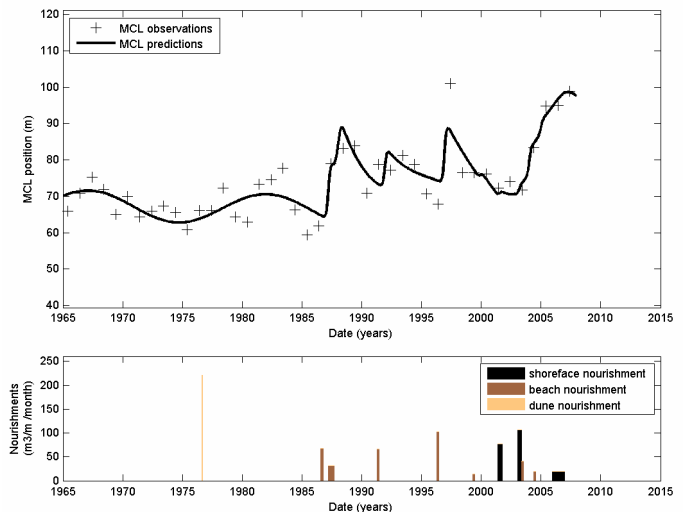 120
110
100
90
80
70
60
50
40
MCL position (m)
MCL observations
MCL predictions
1965 1970 1975 1980 1985 1990 1995 2000 2005 2010 2015
Date (years)
250
200
150
100
50
0
Nourishments
(m3/m /month)
shoreface nourishment
beach nourishment
dune nourishment
1965 1970 1975 1980 1985 1990 1995 2000 2005 2010 2015
Date (years)